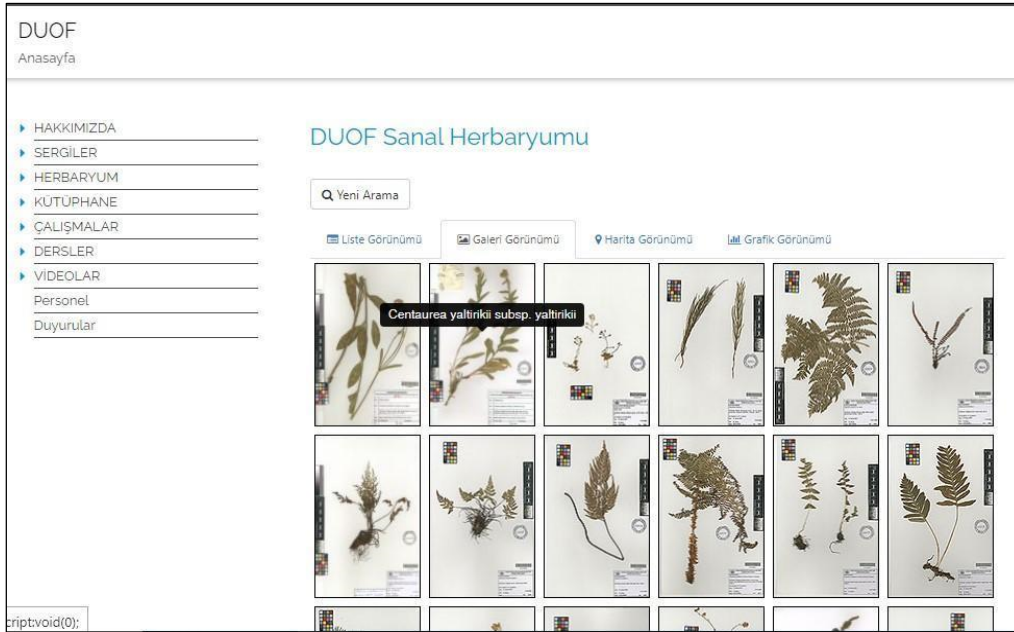 DUOF
Anasayfa
HAKKIMIZDA
SERGİLER
HERBARYUM
KÜTÜPHANE
ÇALIŞMALAR
DERSLER
VİDEOLAR
Personel
Duyurular
DUOF Sanal Herbaryumu
Yeni Arama
Liste Görünümü Galeri Görünümü Harita Görünümü Grafik Görünümü
Centaurea yaltirikii subsp. yaltirikii
cript:void(0);